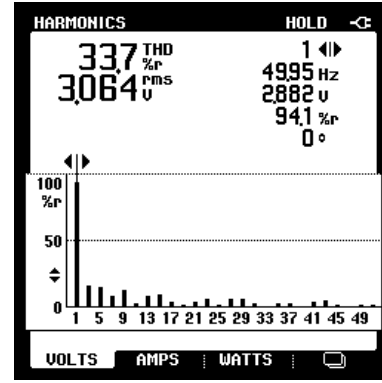 HARMONICS HOLD
33.7 THD %r
3.064 rms V
1
49.95 Hz
2.882 V
94.1 %r
0 °
100
%r
50
0
1 5 9 13 17 21 25 29 33 37 41 45 49
VOLTS AMPS WATTS